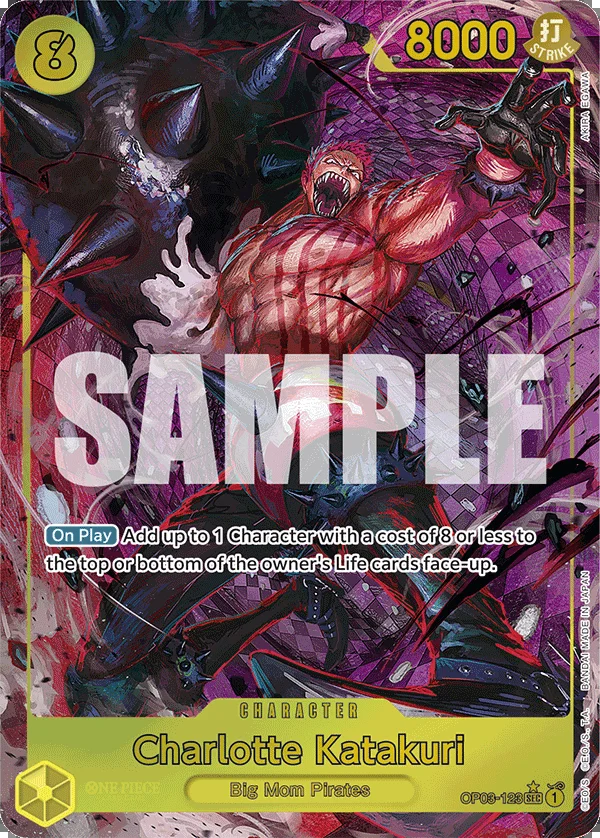 8
8000
打
STRIKE
AKIRA EGAWA
SAMPLE
On Play Add up to 1 Character with a cost of 8 or less to
the top or bottom of the owner's Life cards face-up.
BANDAI MADE IN JAPAN
©E.O/S. ©E.O./S., T.A.
CHARACTER
Charlotte Katakuri
Big Mom Pirates
ONE PIECE
OP03-123 SEC 1